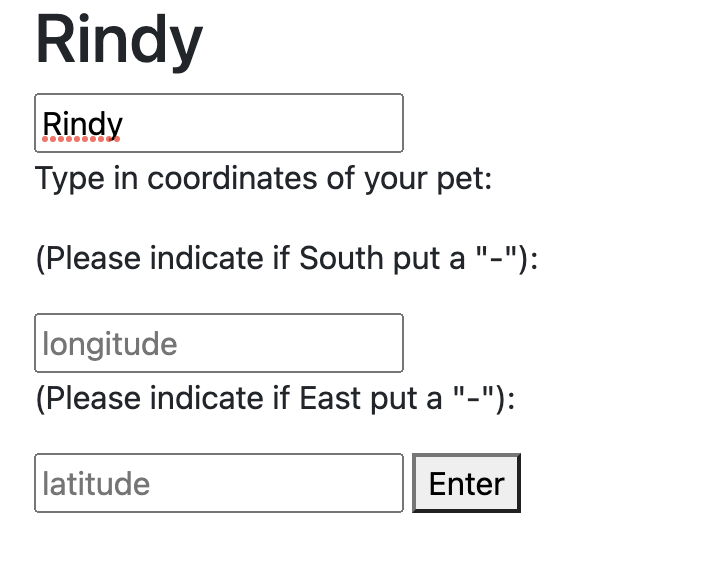 Rindy
Rindy
Type in coordinates of your pet:
(Please indicate if South put a "-"):
longitude
(Please indicate if East put a "-"):
latitude Enter